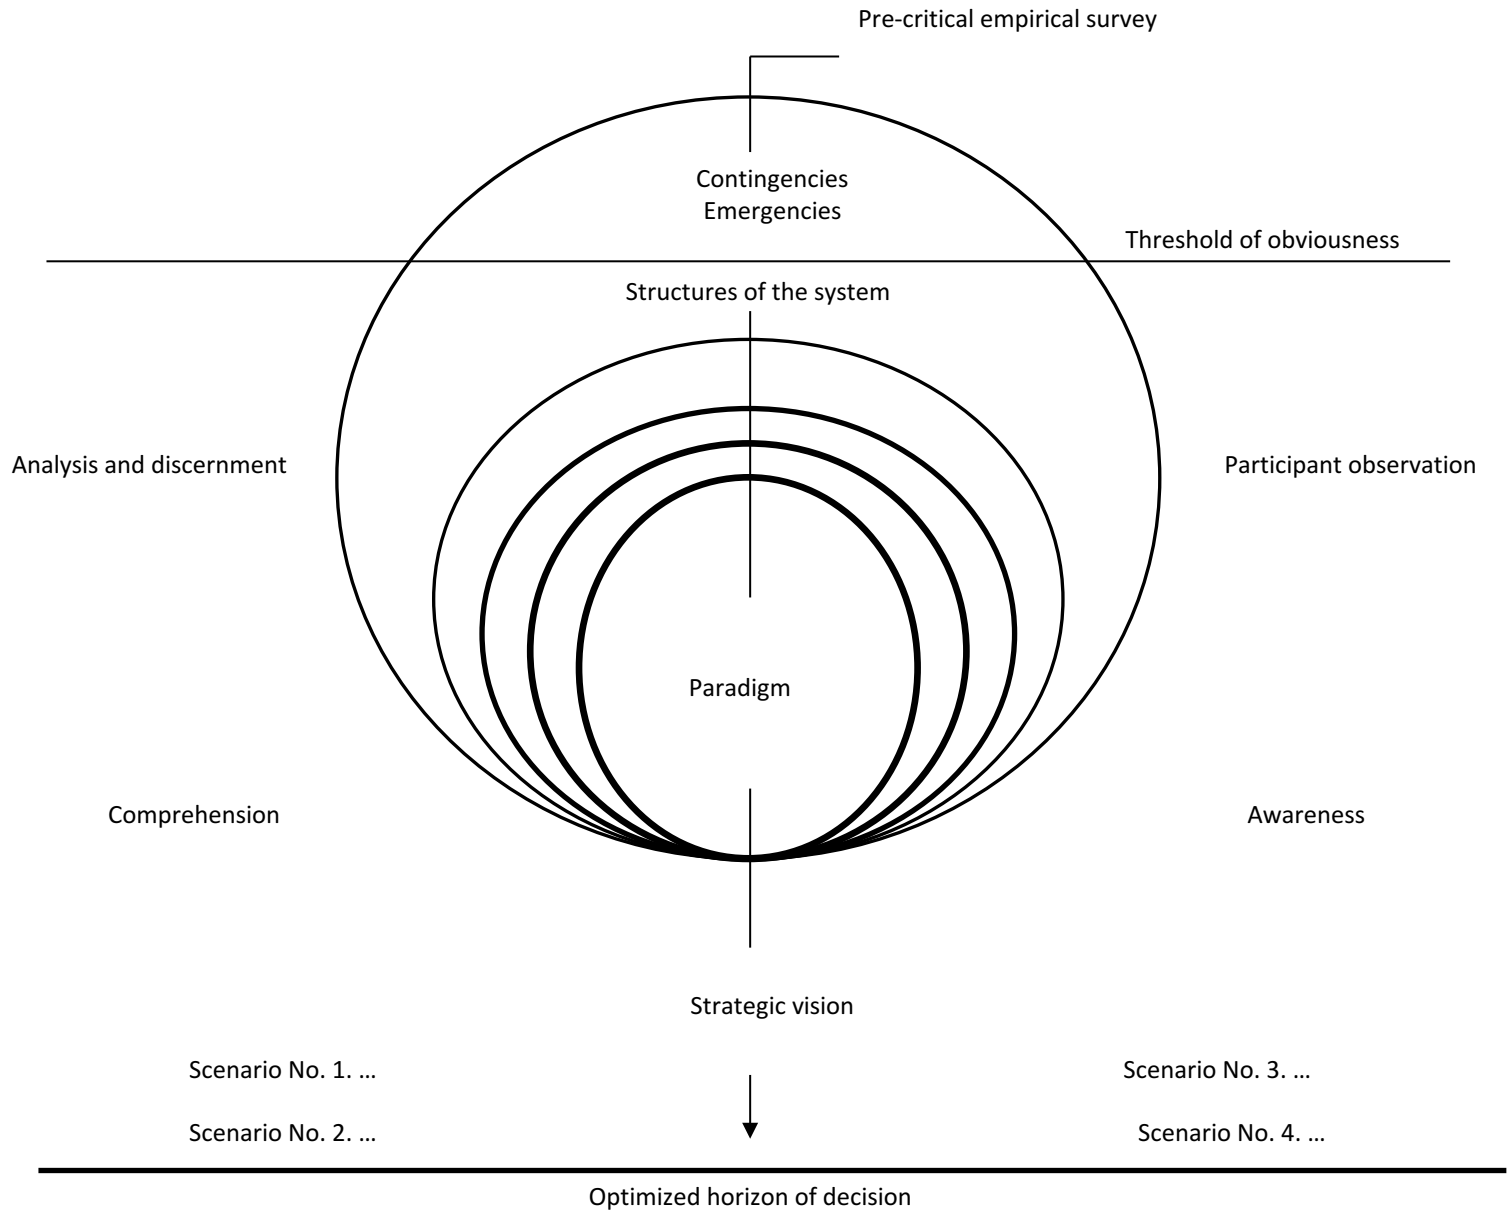 Pre-critical empirical survey
Contingencies
Emergencies
Threshold of obviousness
Structures of the system
Analysis and discernment
Participant observation
Paradigm
Comprehension
Awareness
Strategic vision
Scenario No. 1. ...
Scenario No. 3. ...
Scenario No. 2. ...
Scenario No. 4. ...
Optimized horizon of decision